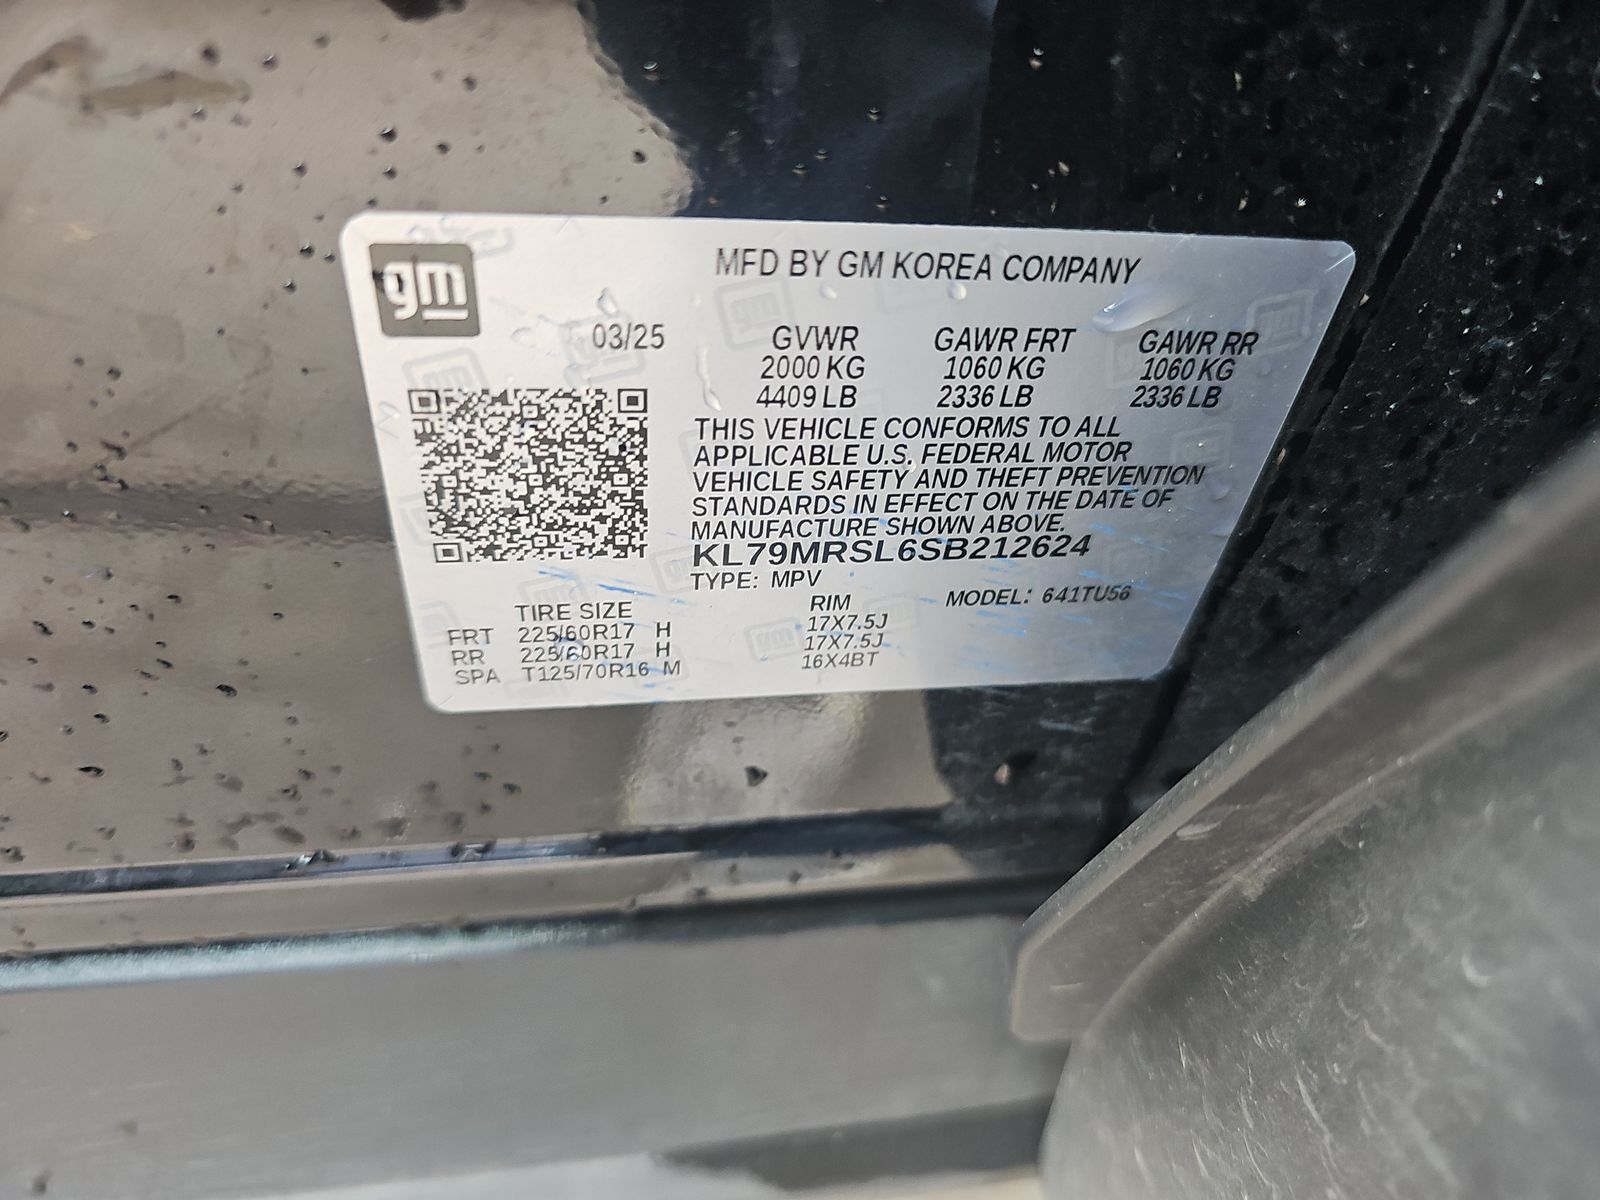 gm
MFD BY GM KOREA COMPANY
03/25 GVWR GAWR FRT GAWR RR
2000 KG 1060 KG 1060 KG
4409 LB 2336 LB 2336 LB
THIS VEHICLE CONFORMS TO ALL
APPLICABLE U.S. FEDERAL MOTOR
VEHICLE SAFETY AND THEFT PREVENTION
STANDARDS IN EFFECT ON THE DATE OF
MANUFACTURE SHOWN ABOVE.
KL79MRSL6SB212624
TYPE: MPV MODEL: 641TU56
TIRE SIZE RIM
FRT 225/60R17 H 17X7.5J
RR 225/60R17 H 17X7.5J
SPA T125/70R16 M 16X4BT